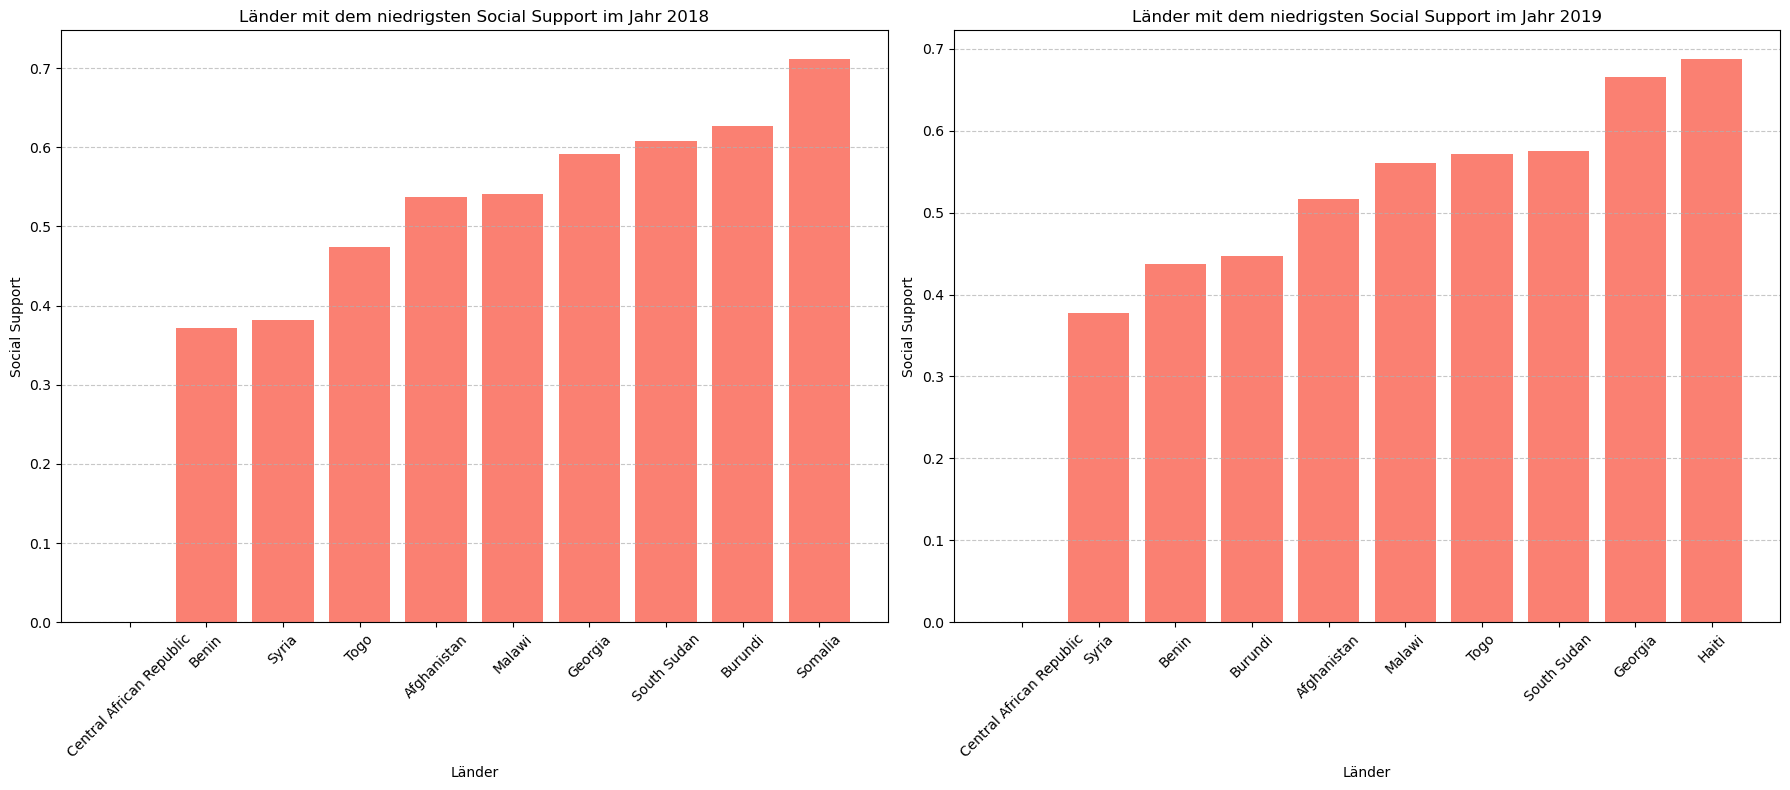 Länder mit dem niedrigsten Social Support im Jahr 2018
Social Support
0.7
0.6
0.5
0.4
0.3
0.2
0.1
0.0
Central African Republic
Benin
Syria
Togo
Afghanistan
Malawi
Georgia
South Sudan
Burundi
Somalia
Länder
Länder mit dem niedrigsten Social Support im Jahr 2019
Social Support
0.7
0.6
0.5
0.4
0.3
0.2
0.1
0.0
Central African Republic
Syria
Benin
Burundi
Afghanistan
Malawi
Togo
South Sudan
Georgia
Haiti
Länder